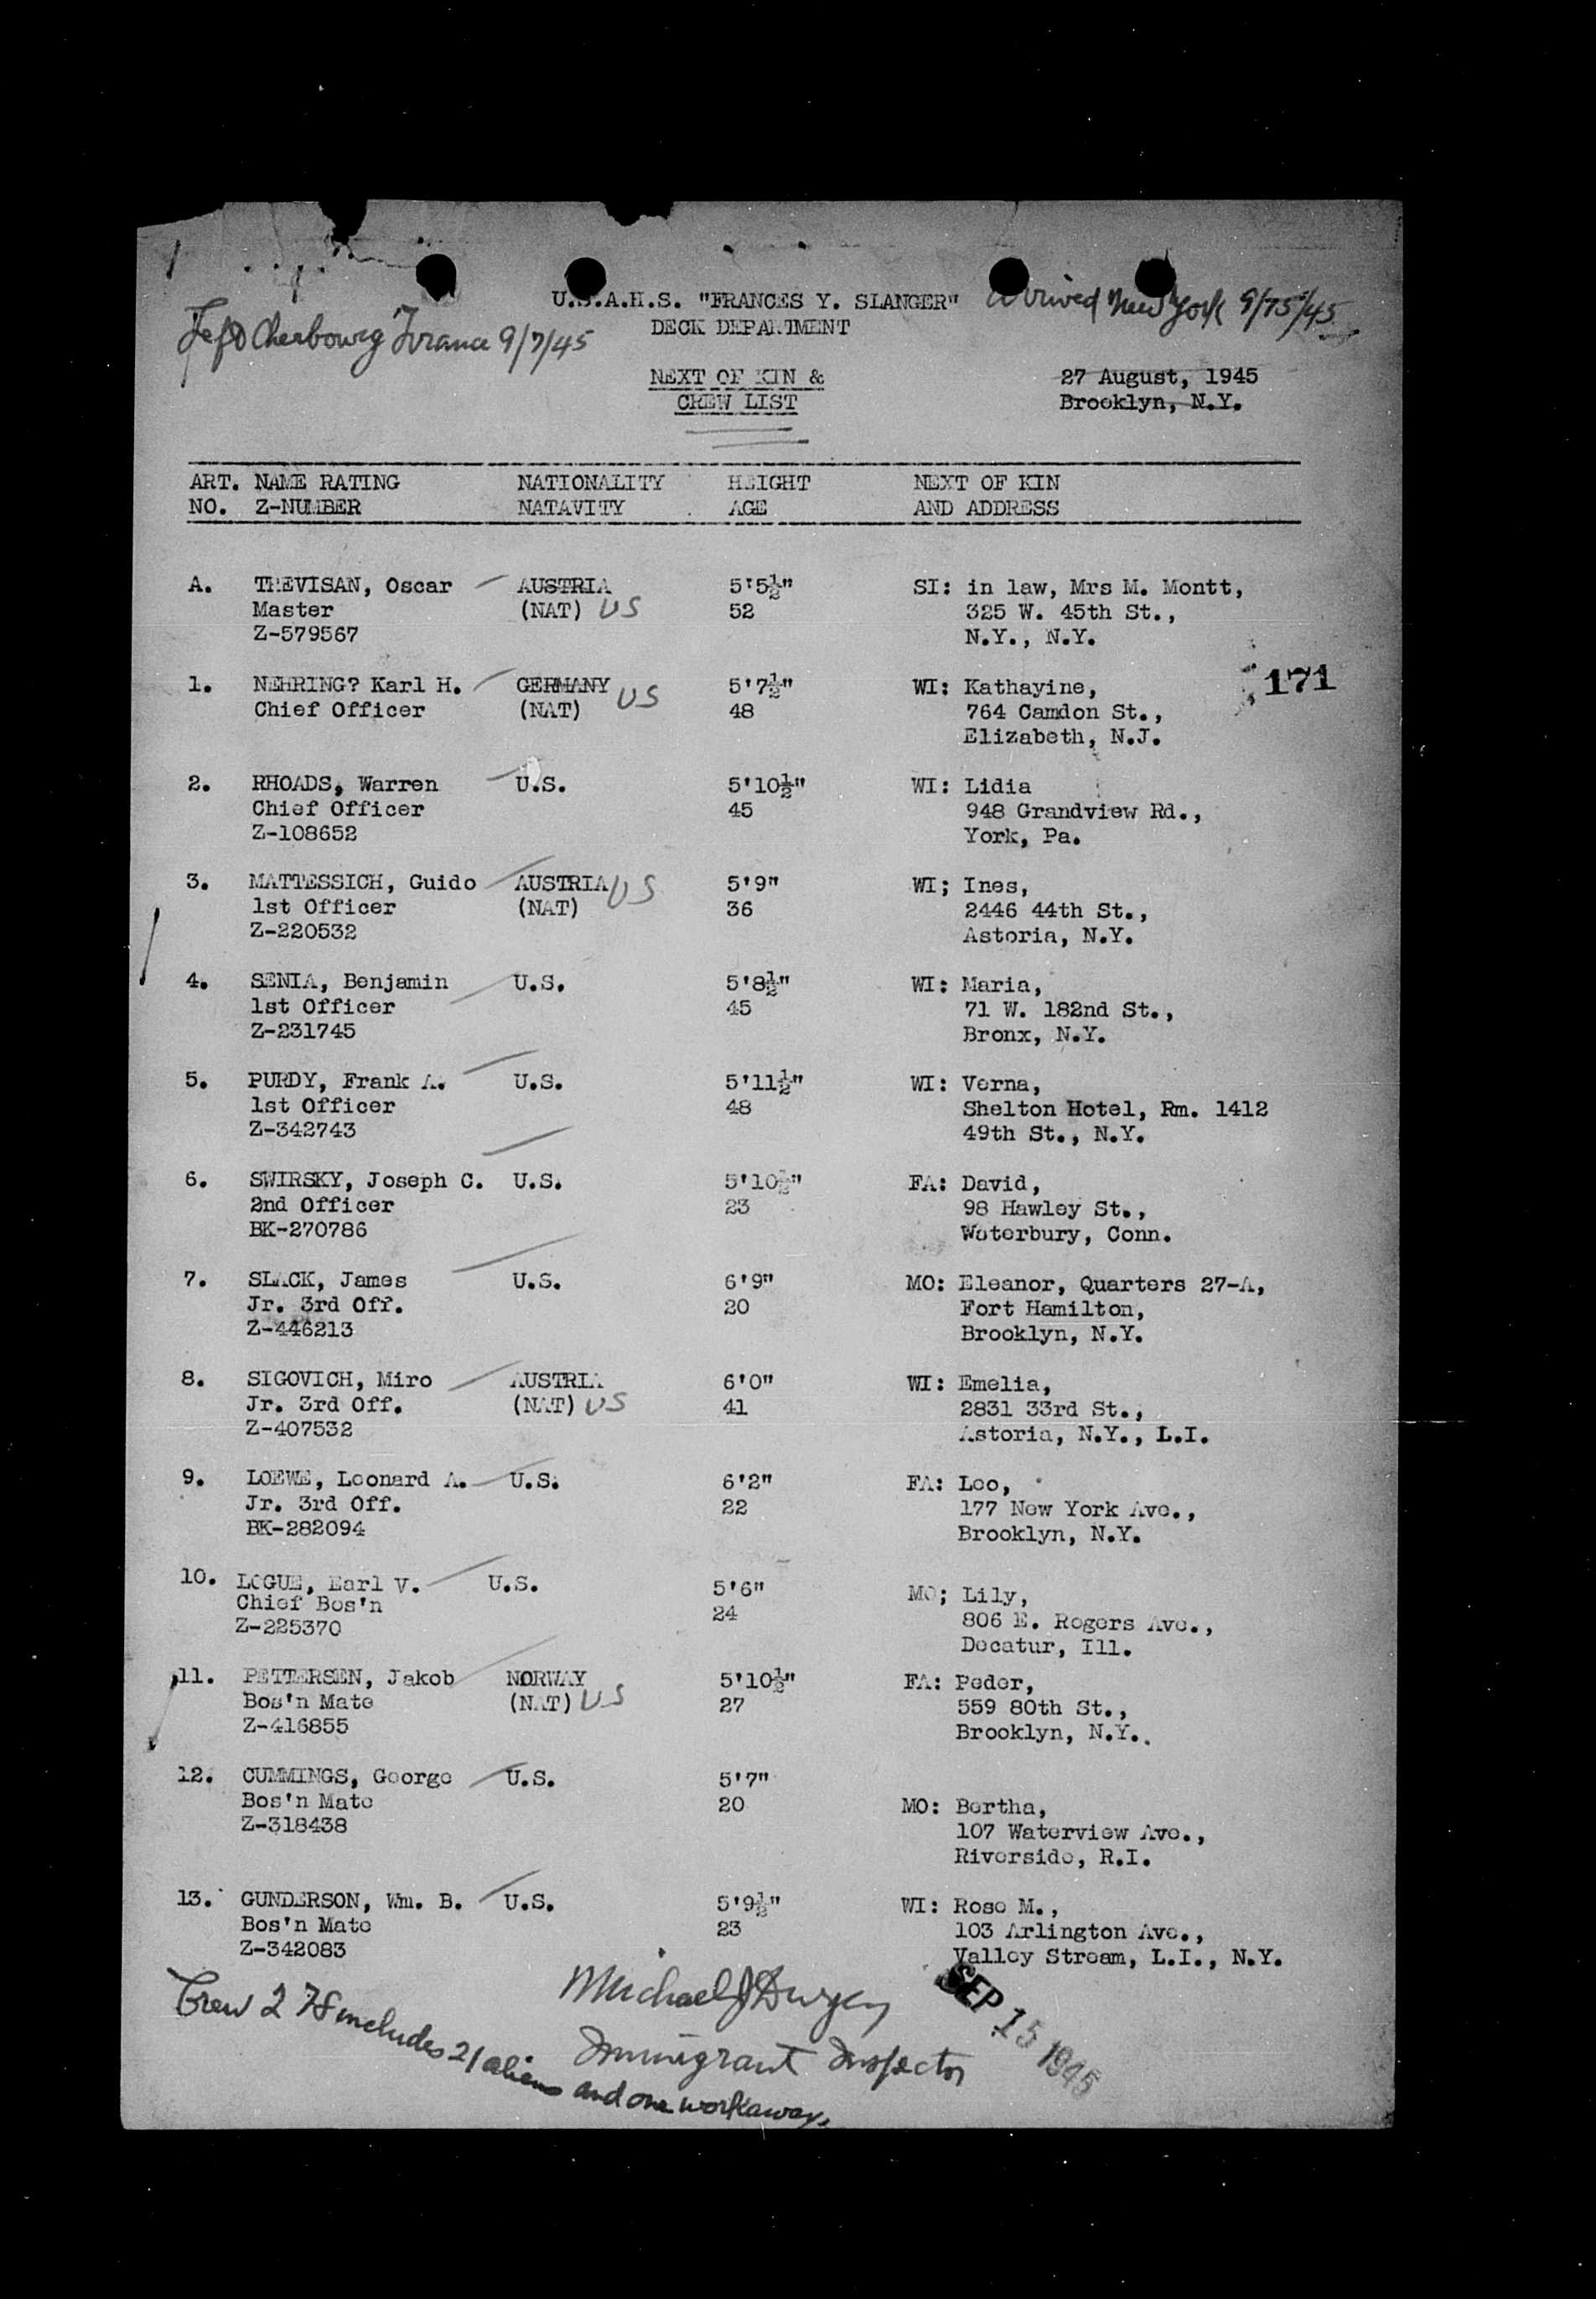 U.S.A.H.S. "FRANCES Y. SLANGER"
Arrived New York 9/15/45
Left Cherbourg France 9/7/45
DECK DEPARTMENT
NEXT OF KIN &
CREW LIST
27 August, 1945
Brooklyn, N.Y.
ART. NAME RATING NATIONALITY HEIGHT NEXT OF KIN
NO. Z-NUMBER NATAVITY AGE AND ADDRESS
A. TREVISAN, Oscar AUSTRIA 5'5½" SI: in law, Mrs M. Montt,
Master (NAT) US 52 325 W. 45th St.,
Z-579567 N.Y., N.Y.
171
1. NEHRING? Karl H. GERMANY US 5'7½" WI: Kathayine,
Chief Officer (NAT) 48 764 Camdon St.,
Elizabeth, N.J.
2. RHOADS, Warren U.S. 5'10½" WI: Lidia
Chief Officer 45 948 Grandview Rd.,
Z-108652 York, Pa.
3. MATTESSICH, Guido AUSTRIA US 5'9" WI; Ines,
1st Officer (NAT) 36 2446 44th St.,
Z-220532 Astoria, N.Y.
4. SENIA, Benjamin U.S. 5'8½" WI: Maria,
1st Officer 45 71 W. 182nd St.,
Z-231745 Bronx, N.Y.
5. PURDY, Frank A. U.S. 5'11½" WI: Verna,
1st Officer 48 Shelton Hotel, Rm. 1412
Z-342743 49th St., N.Y.
6. SWIRSKY, Joseph C. U.S. 5'10½" FA: David,
2nd Officer 23 98 Hawley St.,
BK-270786 Waterbury, Conn.
7. SLACK, James U.S. 6'9" MO: Eleanor, Quarters 27-A,
Jr. 3rd Off. 20 Fort Hamilton,
Z-446213 Brooklyn, N.Y.
8. SIGOVICH, Miro AUSTRIA 6'0" WI: Emelia,
Jr. 3rd Off. (NAT) US 41 2831 33rd St.,
Z-407532 Astoria, N.Y., L.I.
9. LOEWE, Leonard A. U.S. 6'2" FA: Leo,
Jr. 3rd Off. 22 177 New York Ave.,
BK-282094 Brooklyn, N.Y.
10. LOGUE, Earl V. U.S. 5'6" MO; Lily,
Chief Bos'n 24 806 E. Rogers Ave.,
Z-225370 Decatur, Ill.
11. PETTERSEN, Jakob NORWAY 5'10½" FA: Peder,
Bos'n Mate (NAT) US 27 559 80th St.,
Z-416855 Brooklyn, N.Y.
12. CUMMINGS, George U.S. 5'7"
Bos'n Mate 20 MO: Bertha,
Z-318438 107 Waterview Ave.,
Riverside, R.I.
13. GUNDERSON, Wm. B. U.S. 5'9½" WI: Rose M.,
Bos'n Mate 23 103 Arlington Ave.,
Z-342083 Valley Stream, L.I., N.Y.
Michael J Dwyer
Immigrant Inspector
SEP 15 1945
Crew 278 includes 21 aliens and one workaway.